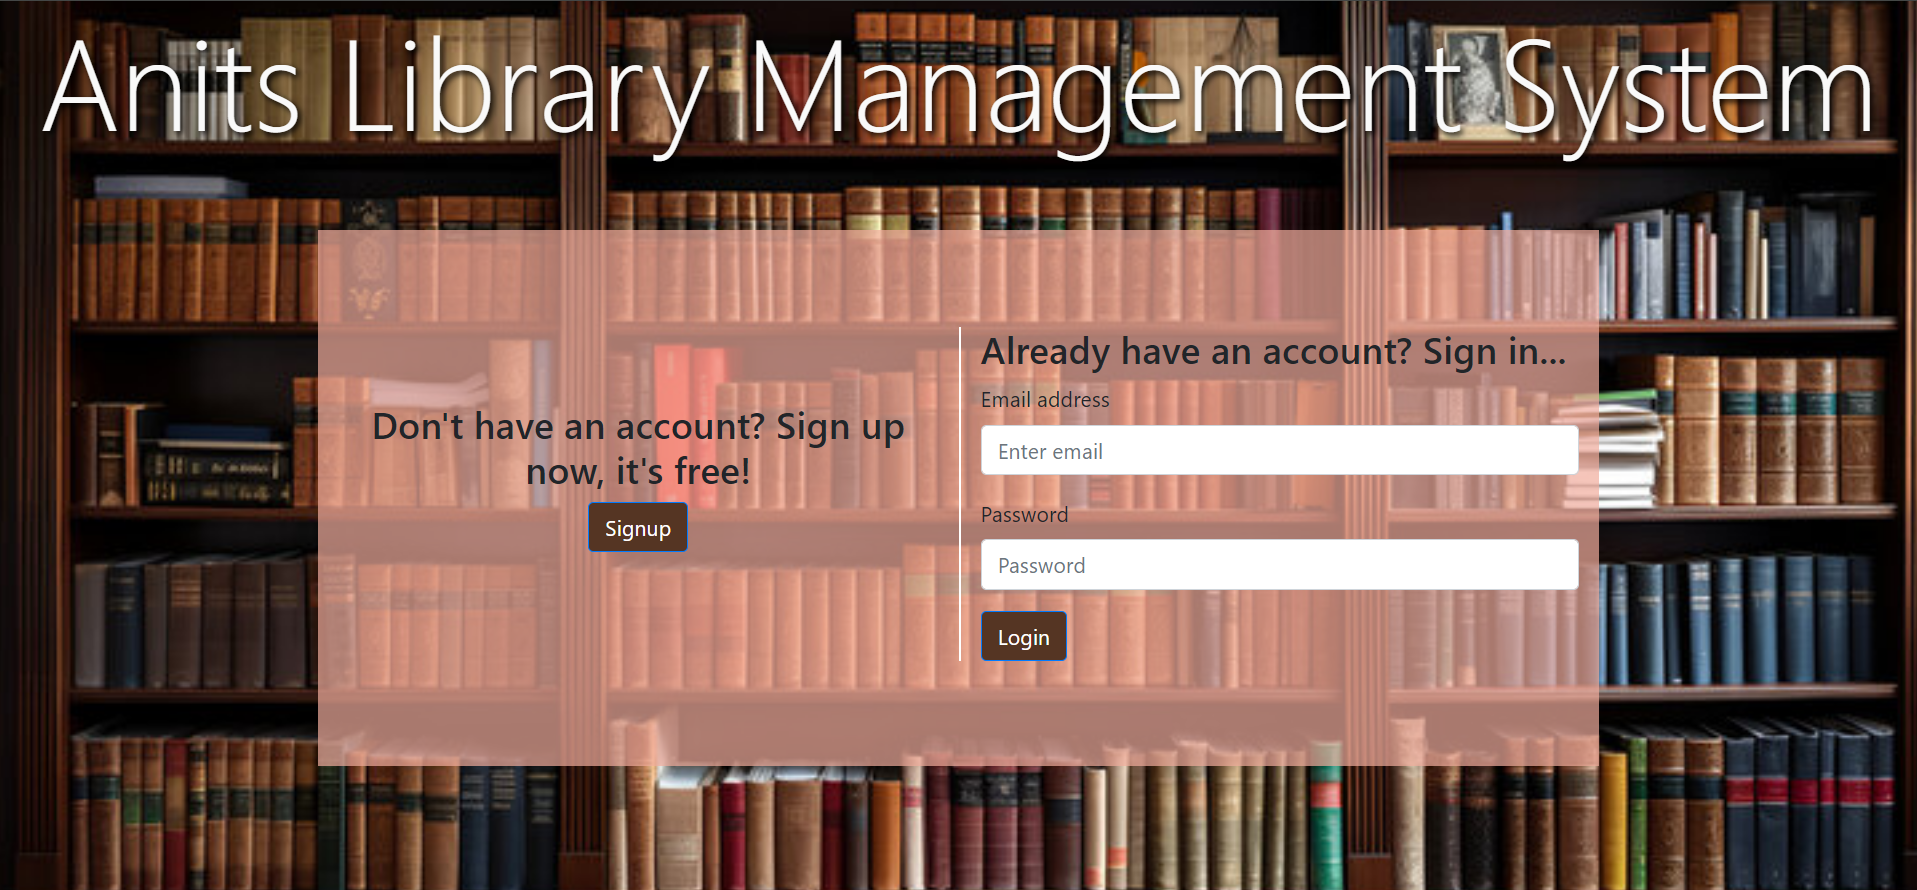 Anits Library Management System
Don't have an account? Sign up
now, it's free!
Signup
Already have an account? Sign in...
Email address
Enter email
Password
Password
Login